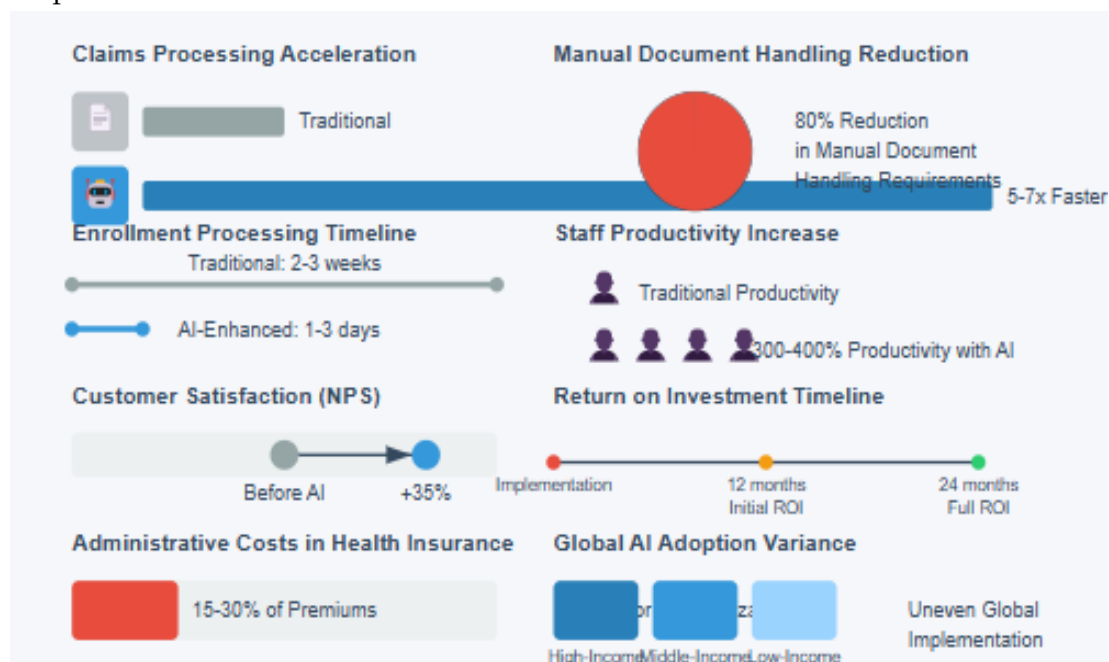 Claims Processing Acceleration
Traditional
5-7x Faster
Manual Document Handling Reduction
80% Reduction
in Manual Document
Handling Requirements
Enrollment Processing Timeline
Traditional: 2-3 weeks
AI-Enhanced: 1-3 days
Staff Productivity Increase
Traditional Productivity
300-400% Productivity with AI
Customer Satisfaction (NPS)
Before AI
+35%
Return on Investment Timeline
Implementation
12 months
Initial ROI
24 months
Full ROI
Administrative Costs in Health Insurance
15-30% of Premiums
Global AI Adoption Variance
High-Income
Middle-Income
Low-Income
Uneven Global
Implementation